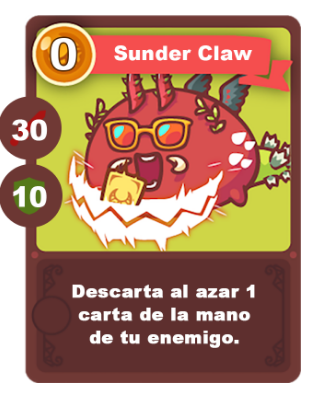 0
Sunder Claw
30
10
Descarta al azar 1
carta de la mano
de tu enemigo.